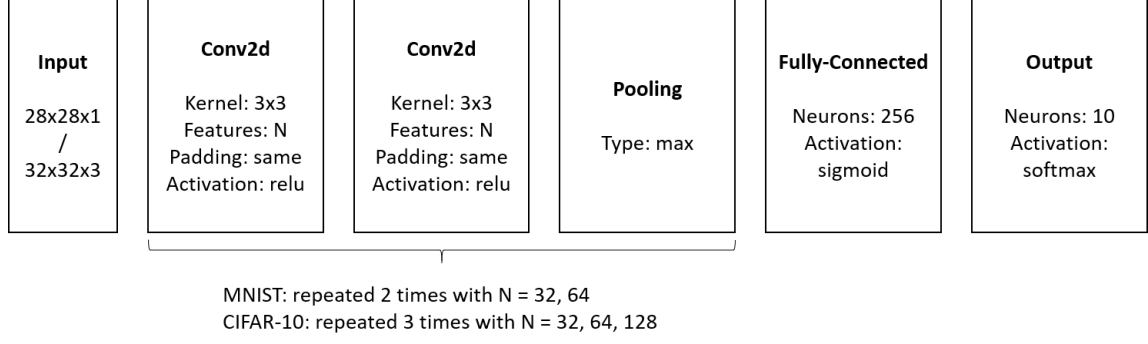 Input
28x28x1
/
32x32x3
Conv2d
Kernel: 3x3
Features: N
Padding: same
Activation: relu
Conv2d
Kernel: 3x3
Features: N
Padding: same
Activation: relu
Pooling
Type: max
Fully-Connected
Neurons: 256
Activation:
sigmoid
Output
Neurons: 10
Activation:
softmax
MNIST: repeated 2 times with N = 32, 64
CIFAR-10: repeated 3 times with N = 32, 64, 128